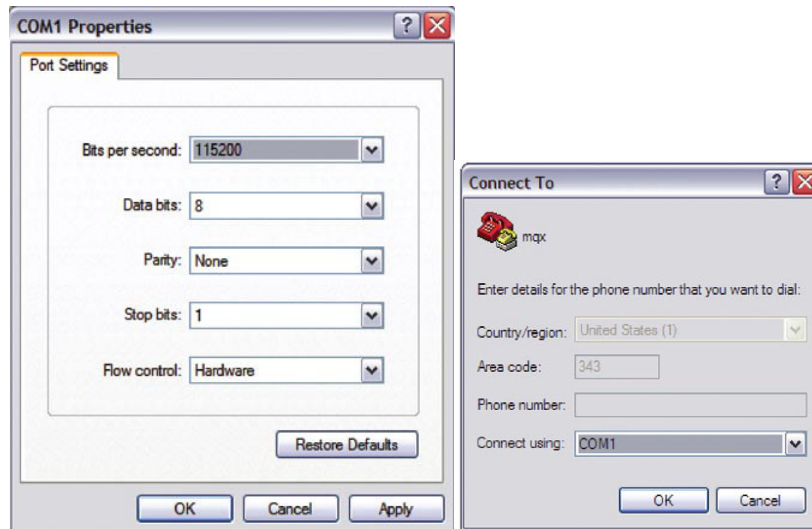 COM1 Properties
Port Settings
Bits per second: 115200
Data bits: 8
Parity: None
Stop bits: 1
Flow control: Hardware
Restore Defaults
OK Cancel Apply
Connect To
mqx
Enter details for the phone number that you want to dial:
Country/region: United States (1)
Area code: 343
Phone number:
Connect using: COM1
OK Cancel